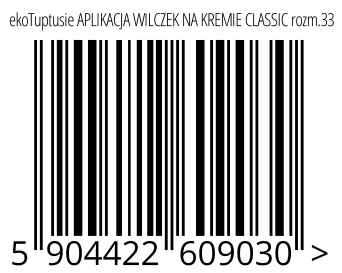 ekoTuptusie APLIKACJA WILCZEK NA KREMIE CLASSIC rozm.33
5 904422 609030 >